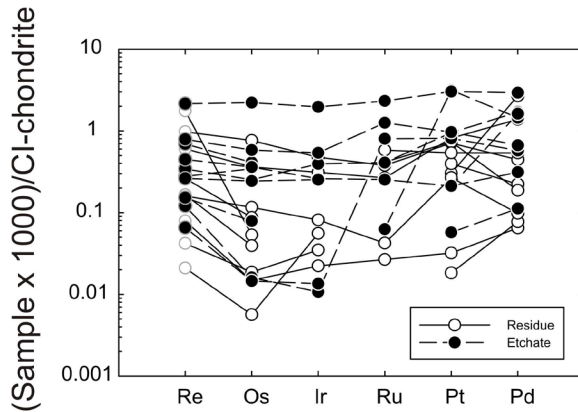 (Sample x 1000)/CI-chondrite
10
1
0.1
0.01
0.001
Re Os Ir Ru Pt Pd
Residue
Etchate